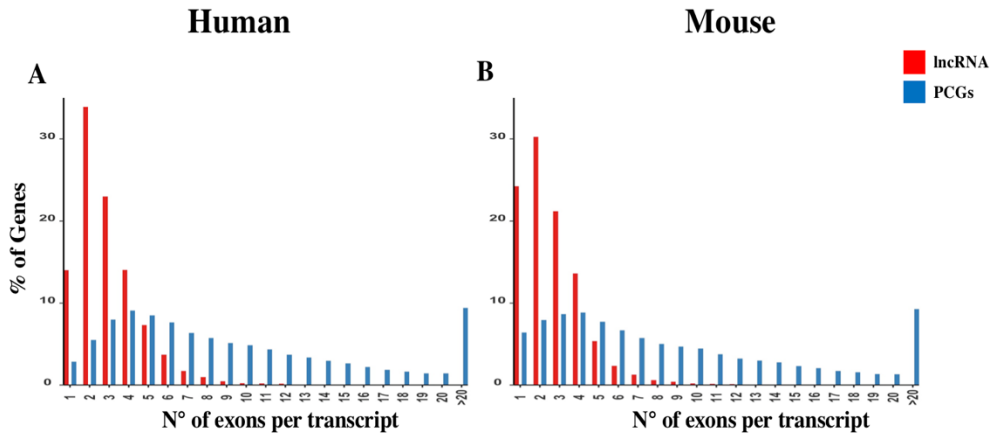 Human
Mouse
A
B
lncRNA
PCGs
% of Genes
30
20
10
0
1 2 3 4 5 6 7 8 9 10 11 12 13 14 15 16 17 18 19 20 >20
N° of exons per transcript
30
20
10
0
1 2 3 4 5 6 7 8 9 10 11 12 13 14 15 16 17 18 19 20 >20
N° of exons per transcript